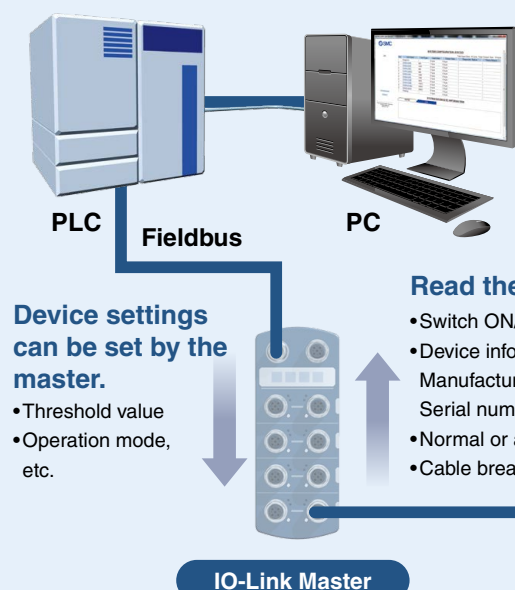 SMC
PLC
Fieldbus
PC
Device settings
can be set by the
master.
•Threshold value
•Operation mode,
etc.
Read the
•Switch ON
•Device info
Manufactur
Serial num
•Normal or a
•Cable brea
IO-Link Master